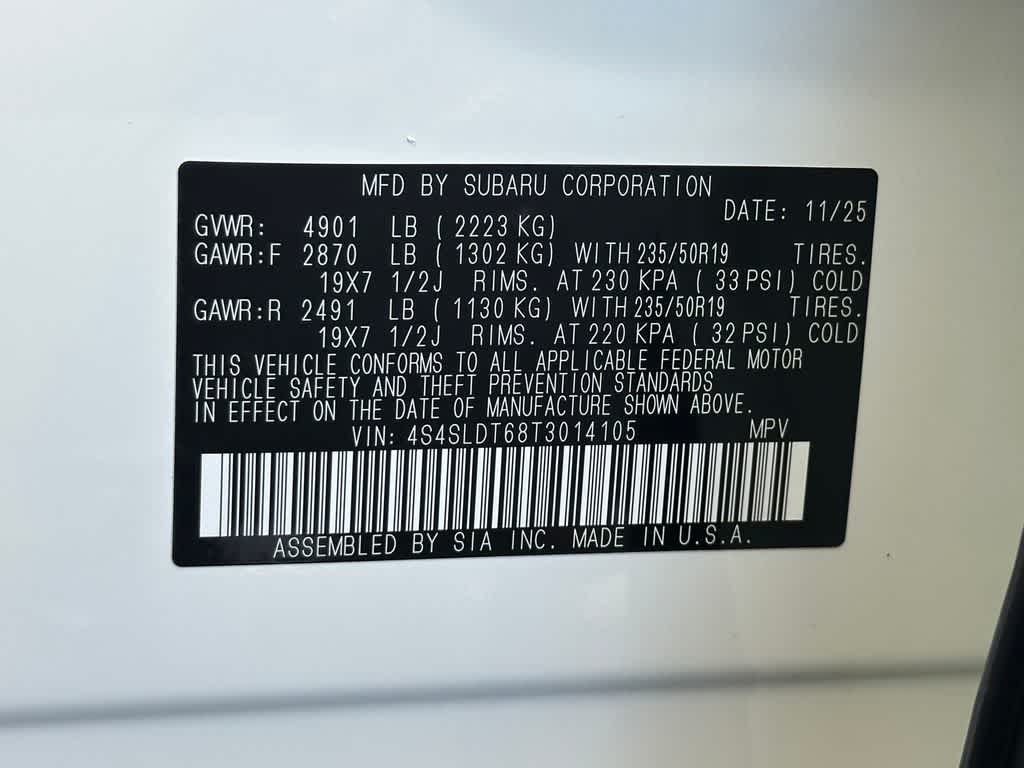 MFD BY SUBARU CORPORATION
DATE: 11/25
GVWR: 4901 LB ( 2223 KG)
GAWR:F 2870 LB ( 1302 KG) WITH 235/50R19 TIRES.
19X7 1/2J RIMS. AT 230 KPA ( 33 PSI) COLD
GAWR:R 2491 LB ( 1130 KG) WITH 235/50R19 TIRES.
19X7 1/2J RIMS. AT 220 KPA ( 32 PSI) COLD
THIS VEHICLE CONFORMS TO ALL APPLICABLE FEDERAL MOTOR
VEHICLE SAFETY AND THEFT PREVENTION STANDARDS
IN EFFECT ON THE DATE OF MANUFACTURE SHOWN ABOVE.
VIN: 4S4SLDT68T3014105 MPV
ASSEMBLED BY SIA INC. MADE IN U.S.A.